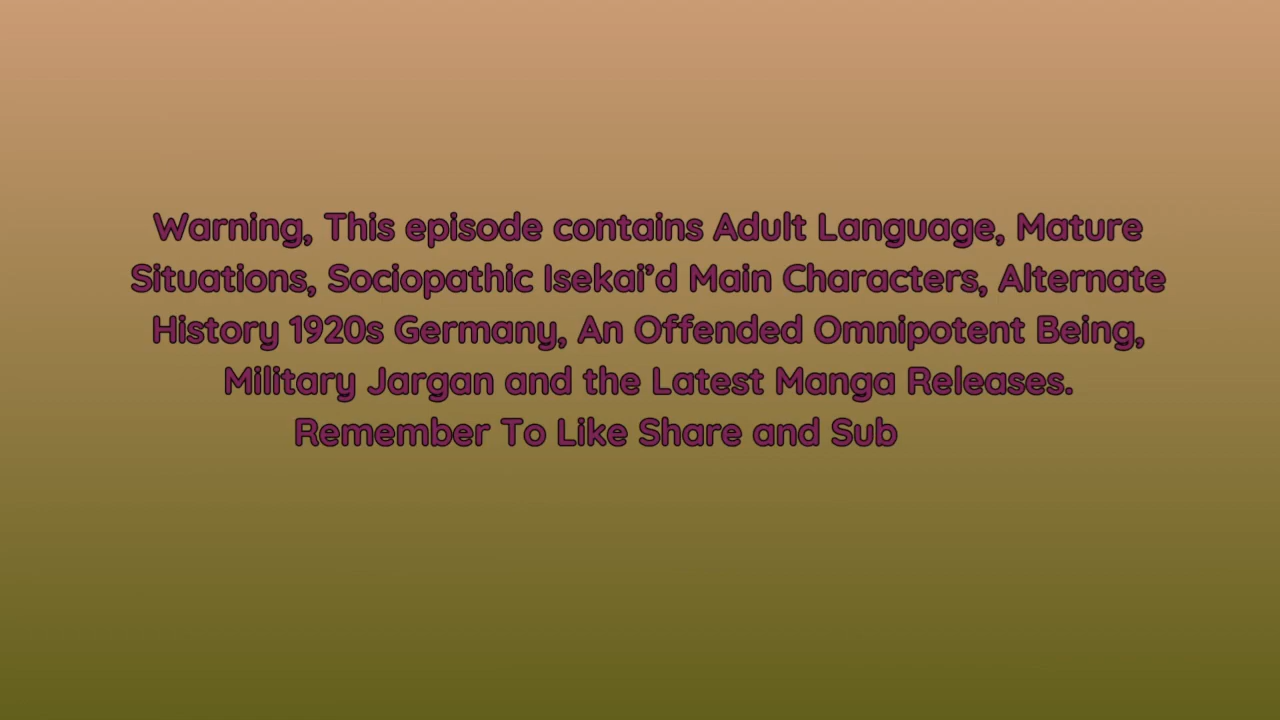 Warning, This episode contains Adult Language, Mature
Situations, Sociopathic Isekai’d Main Characters, Alternate
History 1920s Germany, An Offended Omnipotent Being,
Military Jargan and the Latest Manga Releases.
Remember To Like Share and Sub